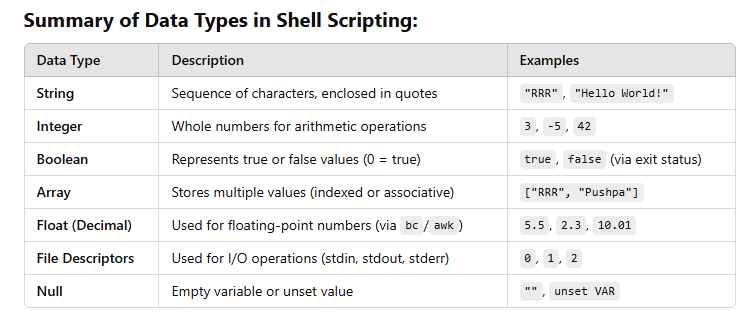 Summary of Data Types in Shell Scripting:
Data Type Description Examples
String Sequence of characters, enclosed in quotes "RRR", "Hello World!"
Integer Whole numbers for arithmetic operations 3, -5, 42
Boolean Represents true or false values (0 = true) true, false (via exit status)
Array Stores multiple values (indexed or associative) ["RRR", "Pushpa"]
Float (Decimal) Used for floating-point numbers (via bc/awk) 5.5, 2.3, 10.01
File Descriptors Used for I/O operations (stdin, stdout, stderr) 0, 1, 2
Null Empty variable or unset value "", unset VAR